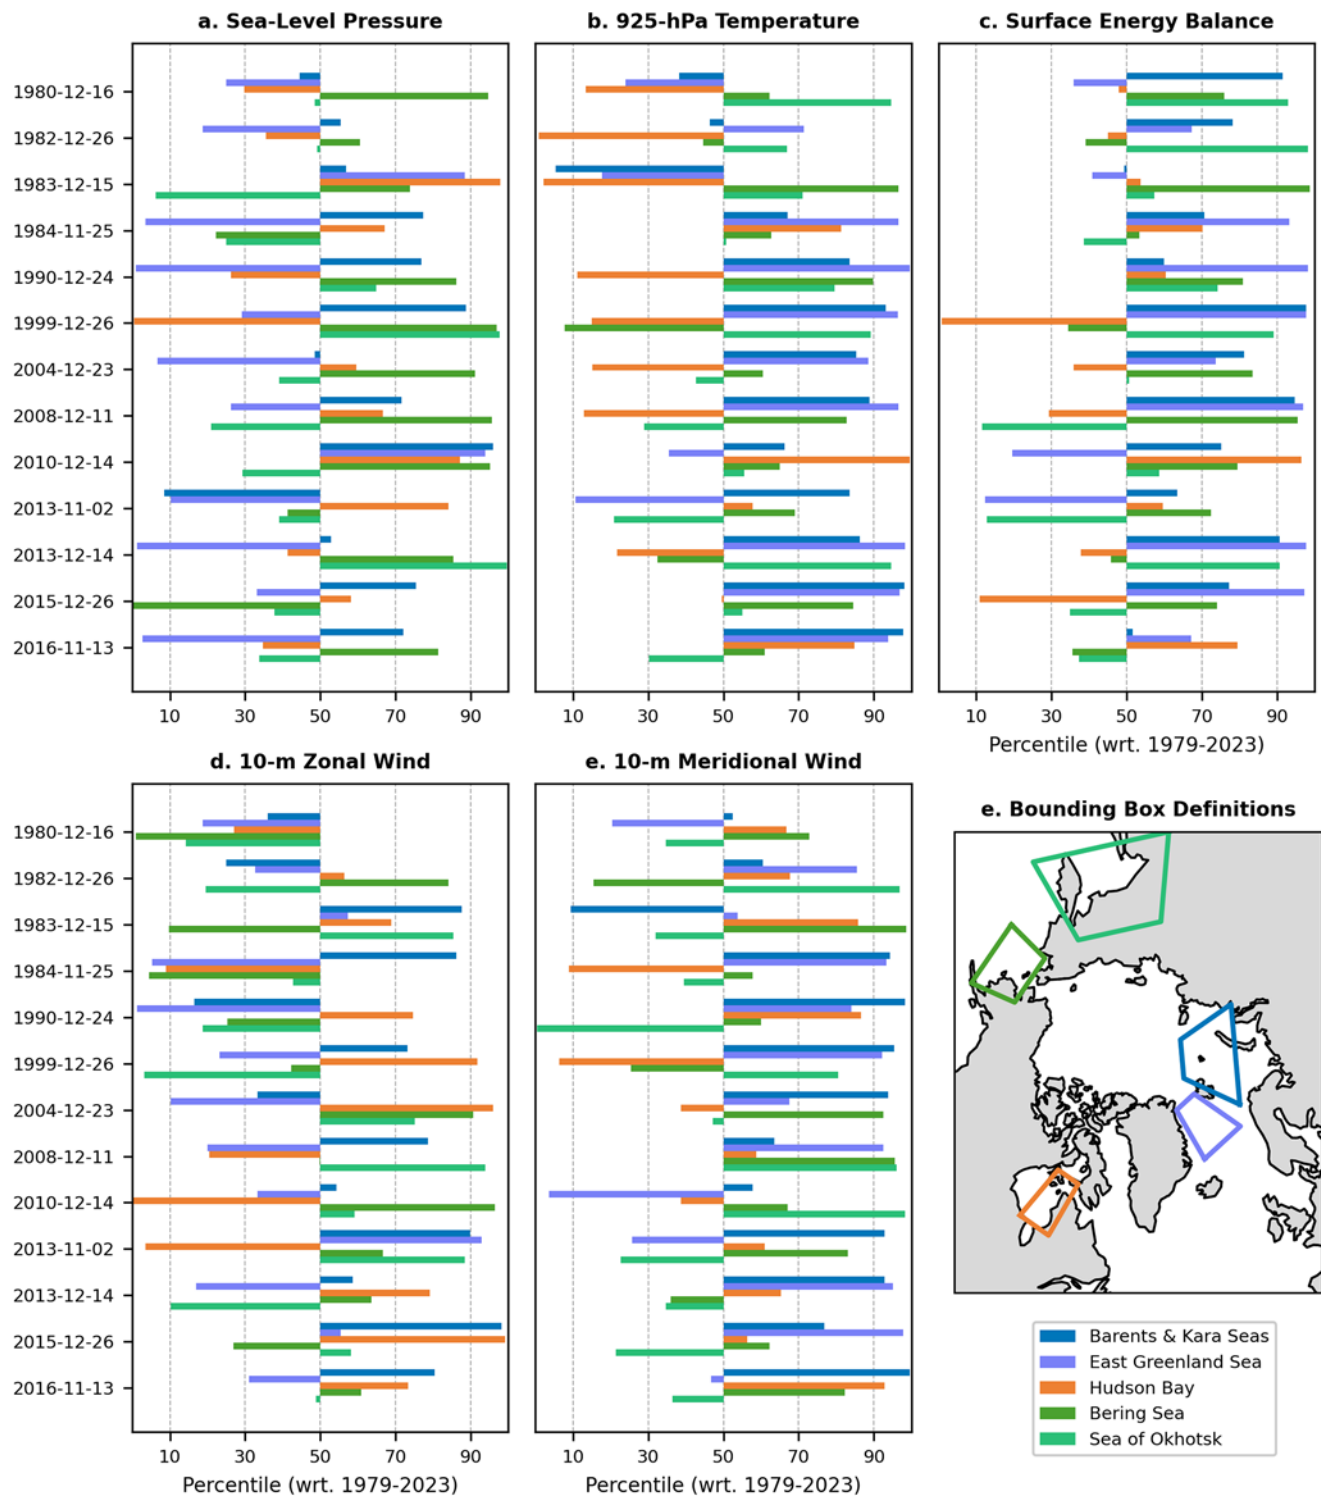 a. Sea-Level Pressure
b. 925-hPa Temperature
c. Surface Energy Balance
1980-12-16
1982-12-26
1983-12-15
1984-11-25
1990-12-24
1999-12-26
2004-12-23
2008-12-11
2010-12-14
2013-11-02
2013-12-14
2015-12-26
2016-11-13
10 30 50 70 90
10 30 50 70 90
10 30 50 70 90
Percentile (wrt. 1979-2023)
d. 10-m Zonal Wind
e. 10-m Meridional Wind
1980-12-16
1982-12-26
1983-12-15
1984-11-25
1990-12-24
1999-12-26
2004-12-23
2008-12-11
2010-12-14
2013-11-02
2013-12-14
2015-12-26
2016-11-13
10 30 50 70 90
10 30 50 70 90
Percentile (wrt. 1979-2023)
Percentile (wrt. 1979-2023)
e. Bounding Box Definitions
Barents & Kara Seas
East Greenland Sea
Hudson Bay
Bering Sea
Sea of Okhotsk